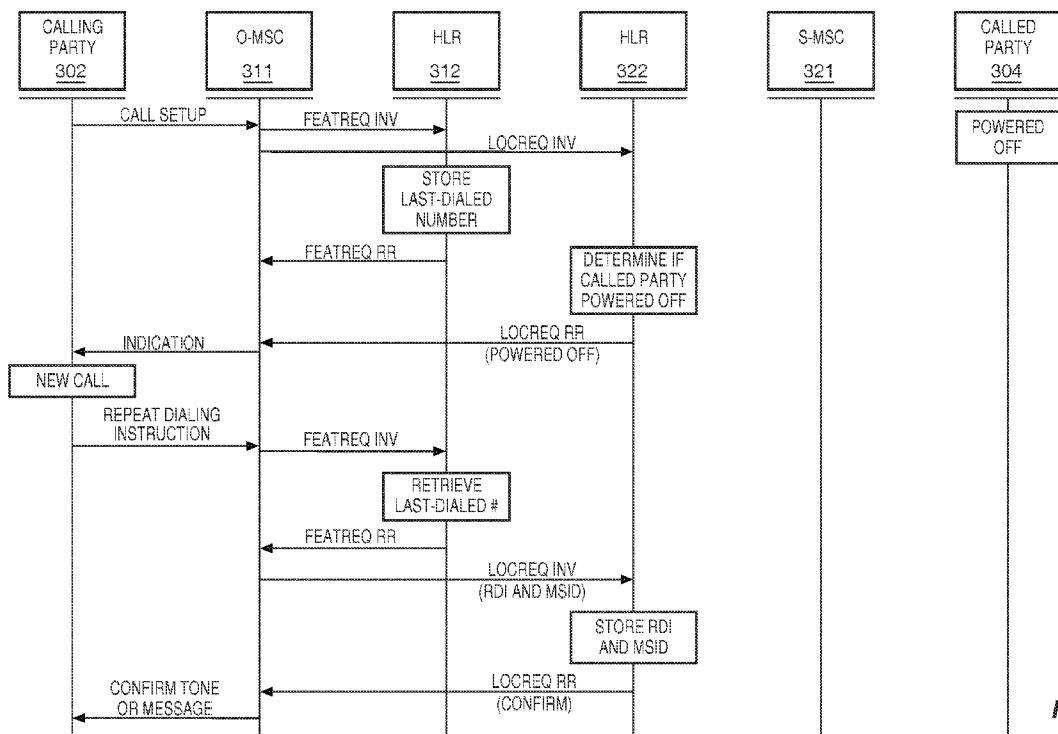 CALLING
PARTY
302
O-MSC
311
HLR
312
HLR
322
S-MSC
321
CALLED
PARTY
304
CALL SETUP
FEATREQ INV
LOCREQ INV
POWERED
OFF
STORE
LAST-DIALED
NUMBER
FEATREQ RR
DETERMINE IF
CALLED PARTY
POWERED OFF
INDICATION
LOCREQ RR
(POWERED OFF)
NEW CALL
REPEAT DIALING
INSTRUCTION
FEATREQ INV
RETRIEVE
LAST-DIALED #
FEATREQ RR
LOCREQ INV
(RDI AND MSID)
STORE RDI
AND MSID
CONFIRM TONE
OR MESSAGE
LOCREQ RR
(CONFIRM)